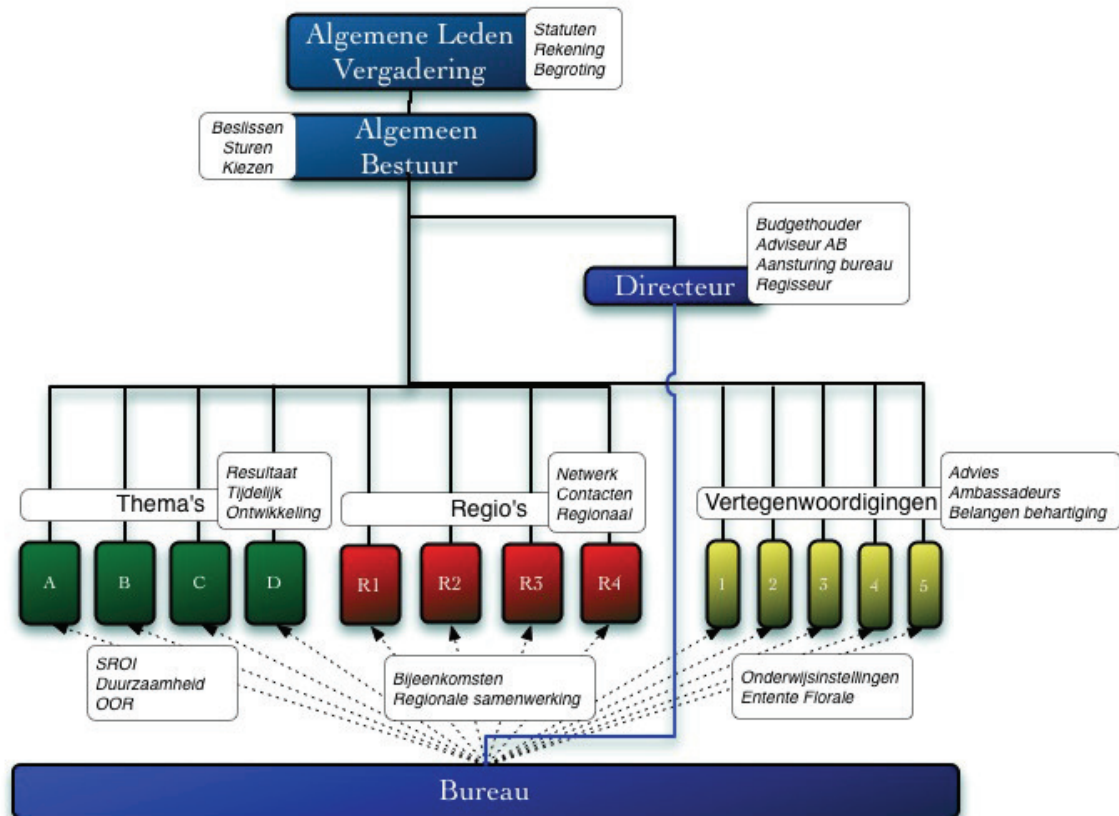 Algemene Leden
Vergadering
Statuten
Rekening
Begroting
Beslissen
Sturen
Kiezen
Algemeen
Bestuur
Budgethouder
Adviseur AB
Aansturing bureau
Regisseur
Directeur
Resultaat
Tijdelijk
Ontwikkeling
Thema's
Netwerk
Contacten
Regionaal
Regio's
Advies
Ambassadeurs
Belangen behartiging
Vertegenwoordigingen
A B C D R1 R2 R3 R4 1 2 3 4 5
SROI
Duurzaamheid
OOR
Bijeenkomsten
Regionale samenwerking
Onderwijsinstellingen
Entente Florale
Bureau